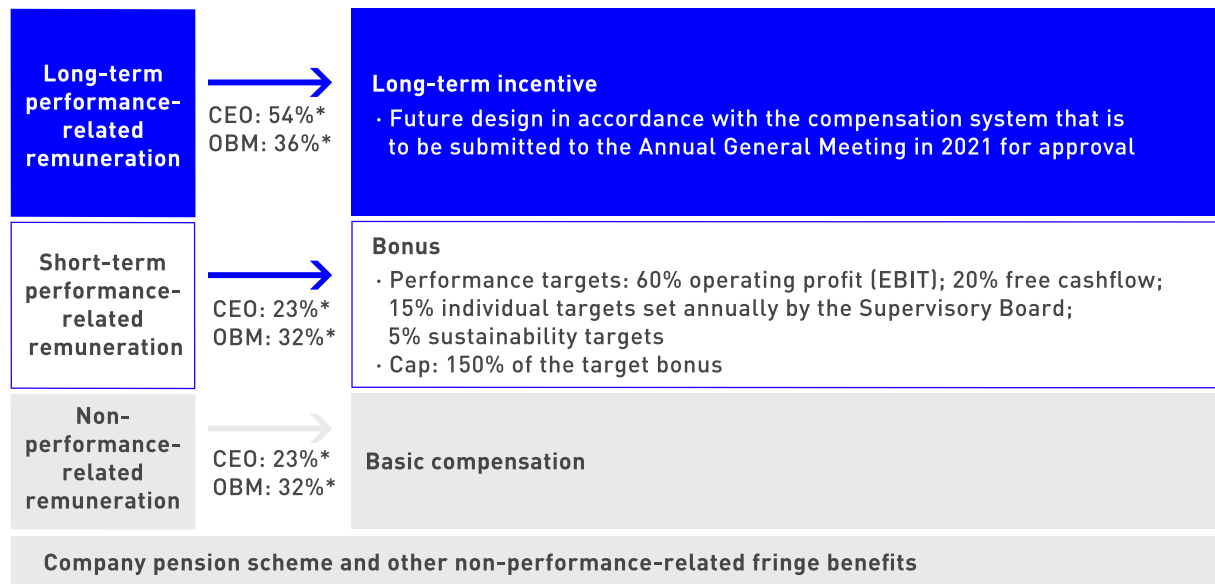 Long-term
performance-
related
remuneration
CEO: 54%*
OBM: 36%*
Long-term incentive
· Future design in accordance with the compensation system that is
to be submitted to the Annual General Meeting in 2021 for approval
Short-term
performance-
related
remuneration
CEO: 23%*
OBM: 32%*
Bonus
· Performance targets: 60% operating profit (EBIT); 20% free cashflow;
15% individual targets set annually by the Supervisory Board;
5% sustainability targets
· Cap: 150% of the target bonus
Non-
performance-
related
remuneration
CEO: 23%*
OBM: 32%*
Basic compensation
Company pension scheme and other non-performance-related fringe benefits